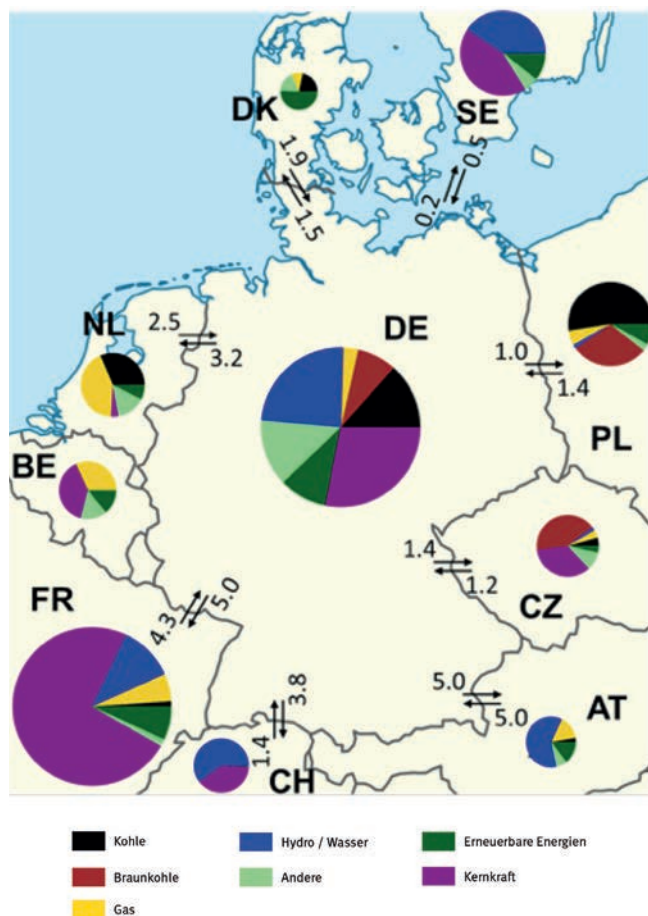 DK
SE
1.9
1.5
0.5
0.2
NL
2.5
3.2
DE
1.0
1.4
PL
BE
1.4
1.2
CZ
FR
4.3
5.0
3.8
1.4
CH
5.0
5.0
AT
Kohle
Hydro / Wasser
Erneuerbare Energien
Braunkohle
Andere
Kernkraft
Gas